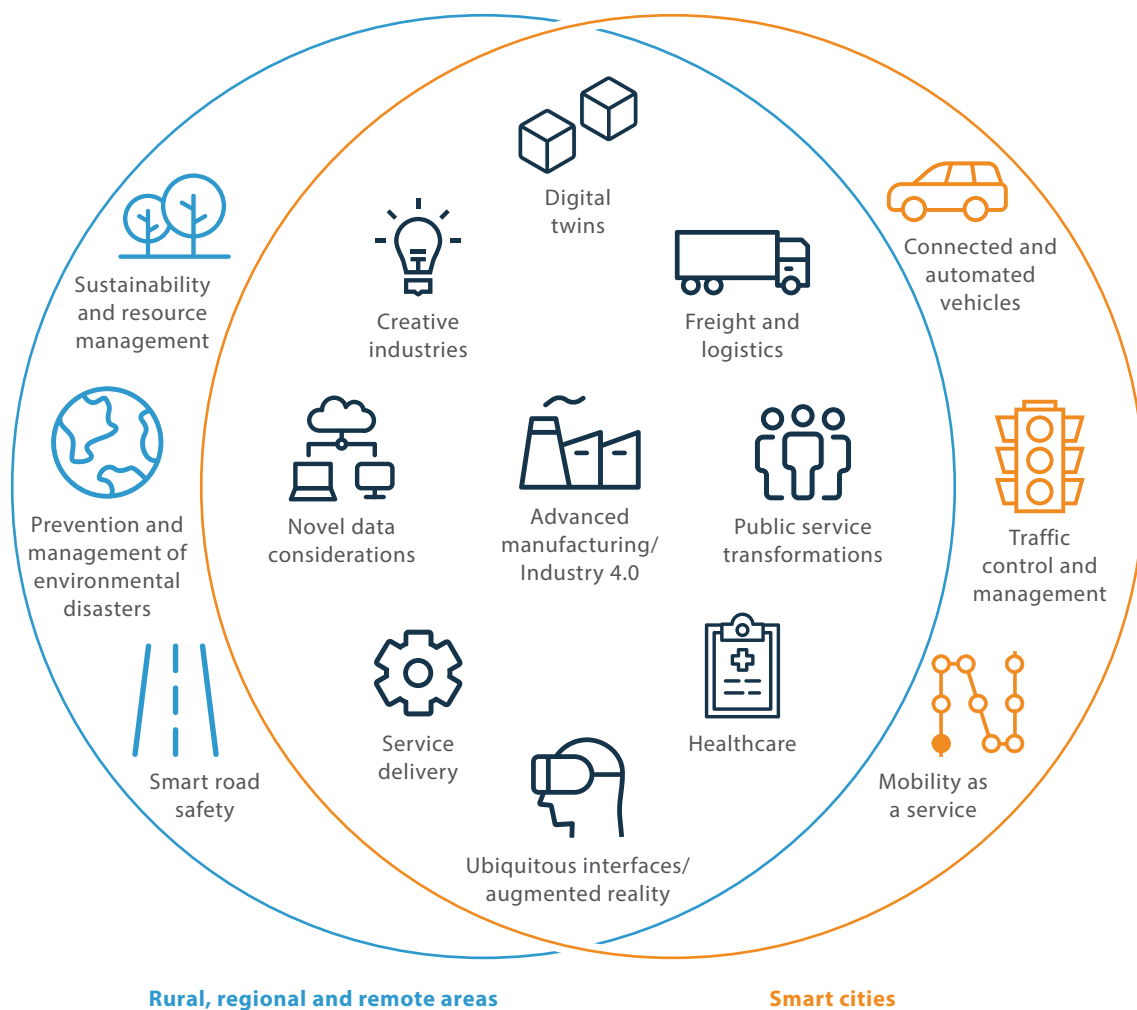 Digital
twins
Sustainability
and resource
management
Creative
industries
Freight and
logistics
Connected and
automated
vehicles
Prevention and
management of
environmental
disasters
Novel data
considerations
Advanced
manufacturing/
Industry 4.0
Public service
transformations
Traffic
control and
management
Smart road
safety
Service
delivery
Healthcare
Mobility as
a service
Ubiquitous interfaces/
augmented reality
Rural, regional and remote areas
Smart cities